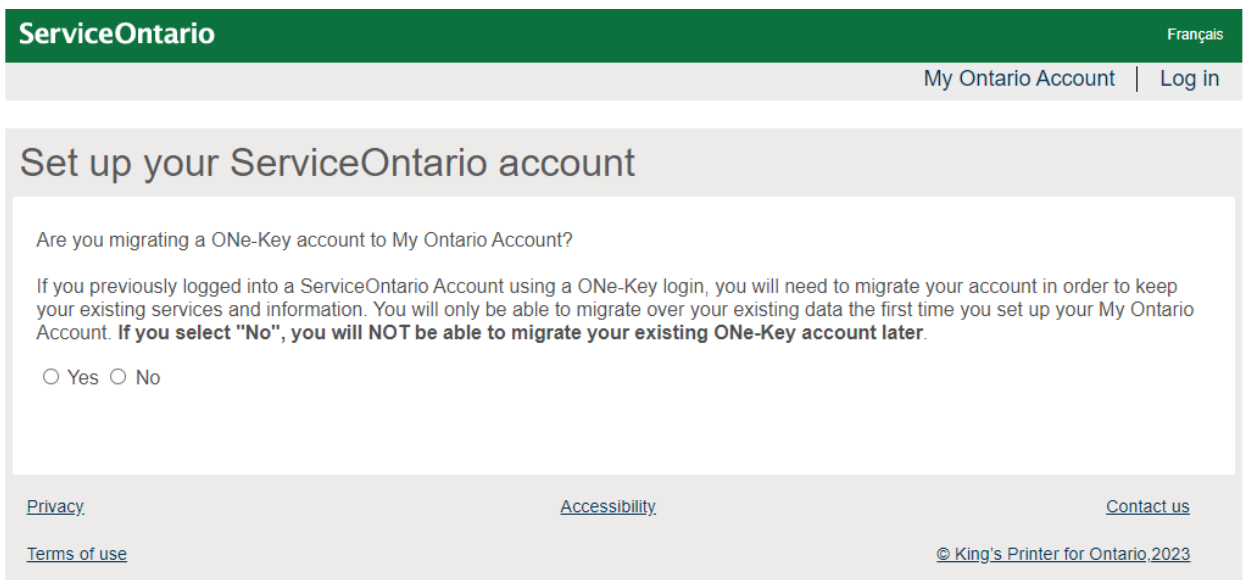 ServiceOntario
Français
My Ontario Account | Log in
Set up your ServiceOntario account
Are you migrating a ONe-Key account to My Ontario Account?
If you previously logged into a ServiceOntario Account using a ONe-Key login, you will need to migrate your account in order to keep
your existing services and information. You will only be able to migrate over your existing data the first time you set up your My Ontario
Account. If you select "No", you will NOT be able to migrate your existing ONe-Key account later.
Yes No
Privacy
Accessibility
Contact us
Terms of use
© King's Printer for Ontario,2023